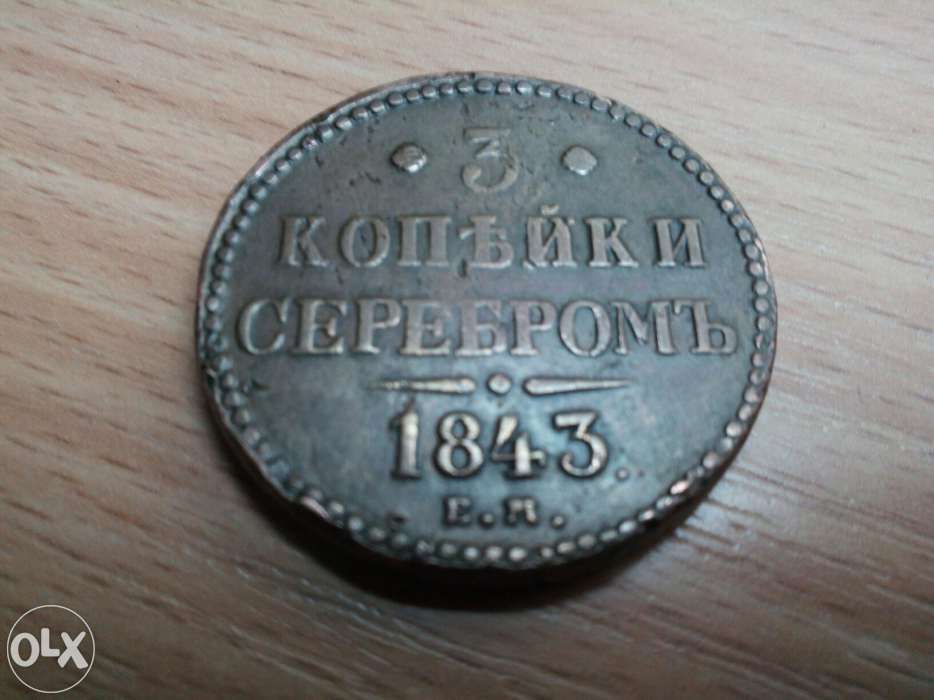 3
КОПѢЙКИ
СЕРЕБРОМЪ
1843.
Е.М.
OLX